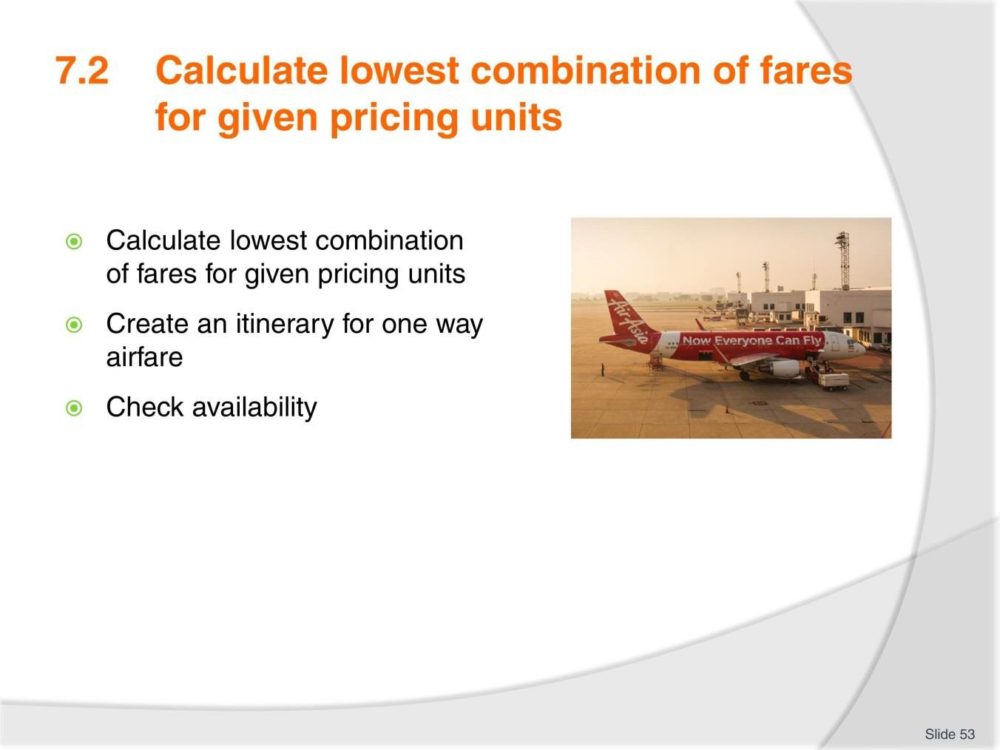 7.2 Calculate lowest combination of fares
for given pricing units
Calculate lowest combination
of fares for given pricing units
Create an itinerary for one way
airfare
Check availability
AirAsia
Now Everyone Can Fly
Slide 53